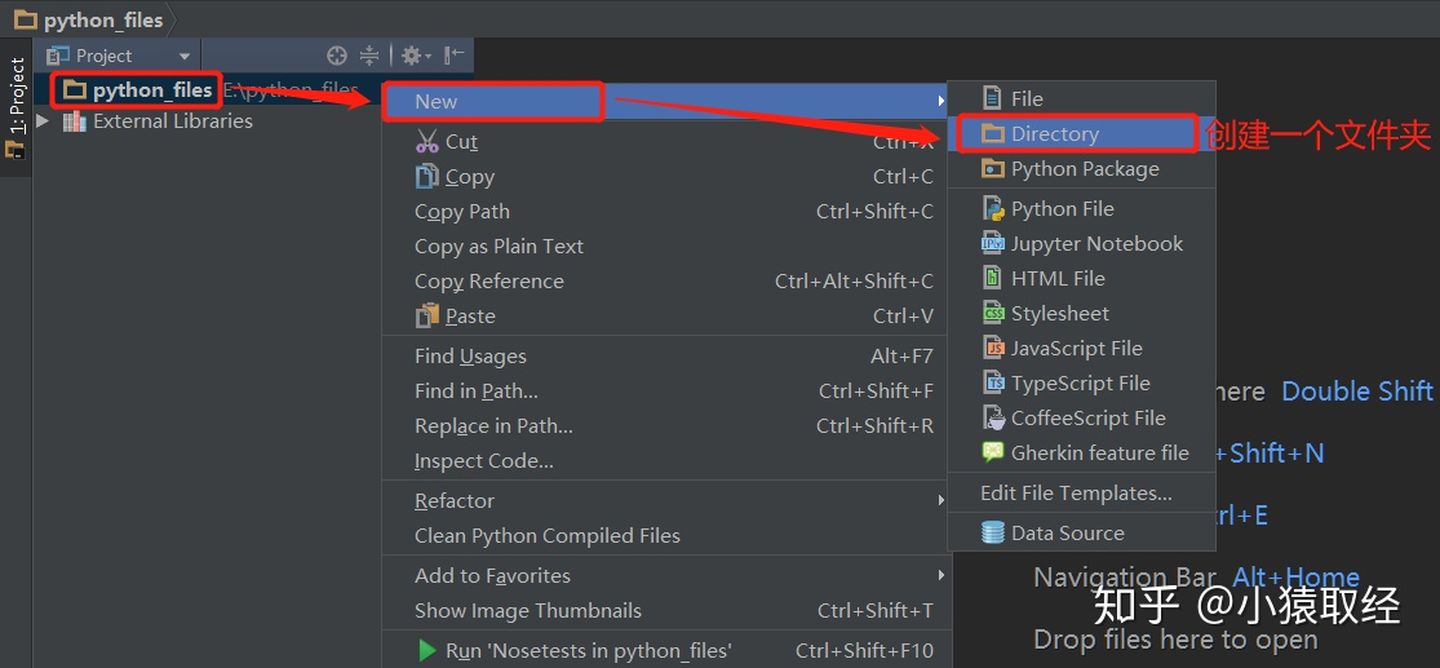 python_files
1: Project
Project
python_files E:\python_files
External Libraries
New
Cut Ctrl+X
Copy Ctrl+C
Copy Path Ctrl+Shift+C
Copy as Plain Text
Copy Reference Ctrl+Alt+Shift+C
Paste Ctrl+V
Find Usages Alt+F7
Find in Path... Ctrl+Shift+F
Replace in Path... Ctrl+Shift+R
Inspect Code...
Refactor
Clean Python Compiled Files
Add to Favorites
Show Image Thumbnails Ctrl+Shift+T
Run 'Nosetests in python_files' Ctrl+Shift+F10
File
Directory 创建一个文件夹
Python Package
Python File
Jupyter Notebook
HTML File
Stylesheet
JavaScript File
TypeScript File
CoffeeScript File
Gherkin feature file
Edit File Templates...
Data Source
Double Shift
+Shift+N
+E
Navigation Bar Alt+Home
Drop files here to open
知乎 @小猿取经